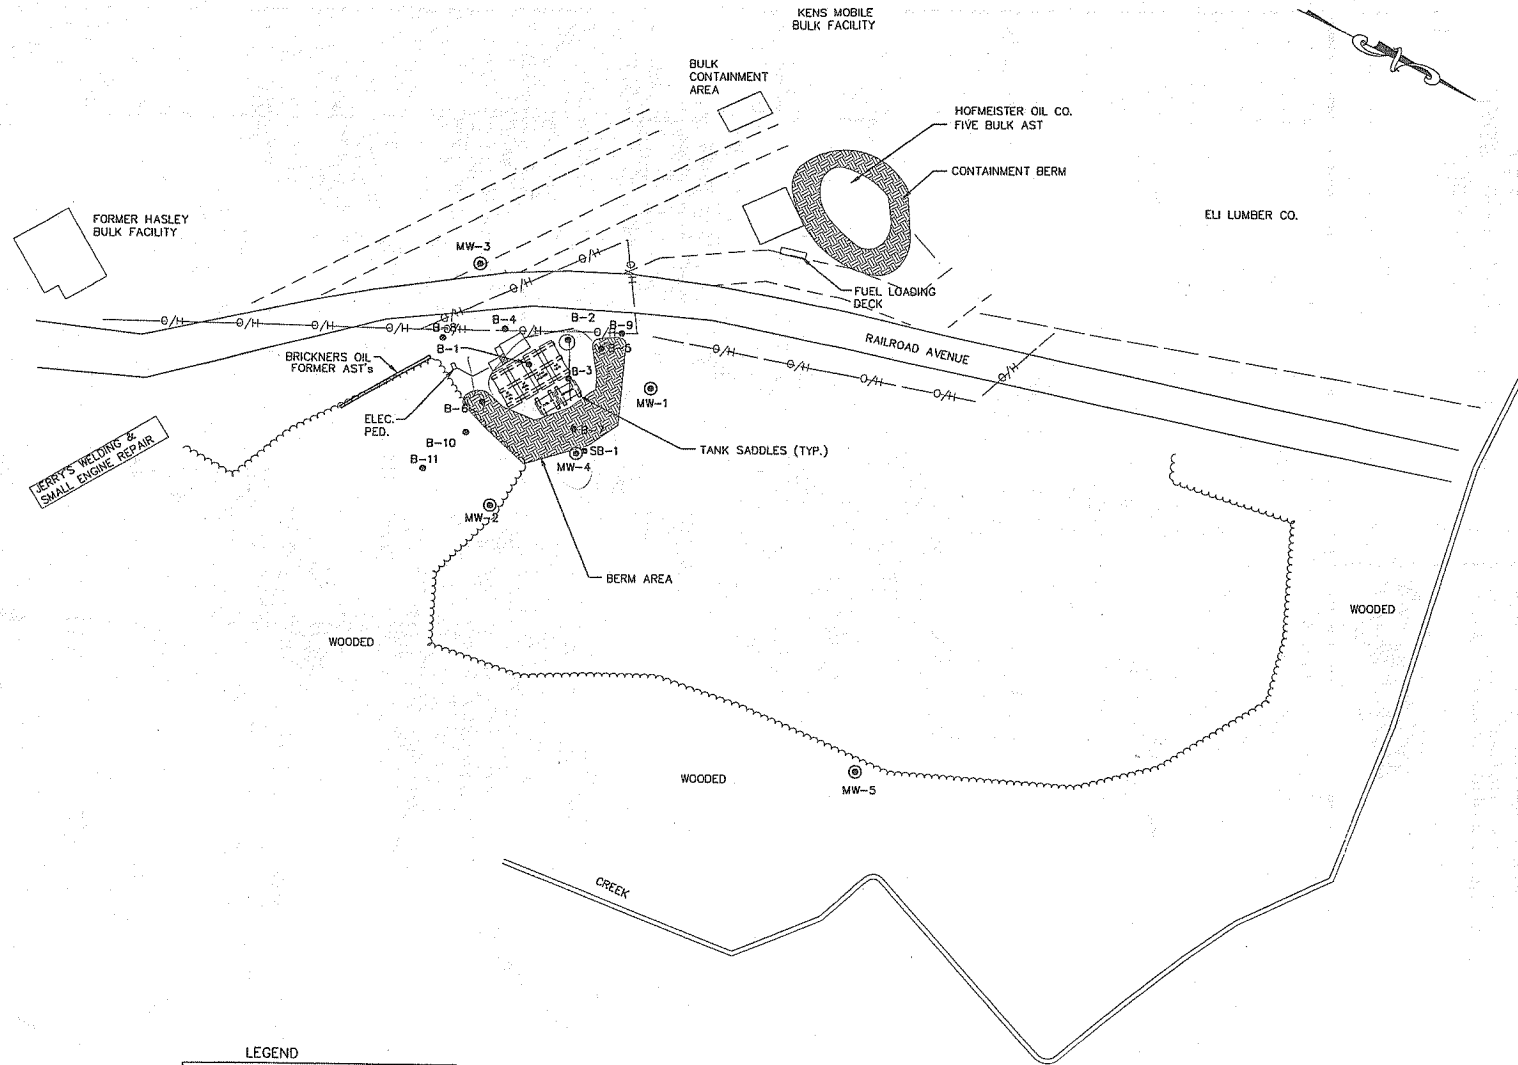 KENS MOBILE
BULK FACILITY
BULK
CONTAINMENT
AREA
HOFMEISTER OIL CO.
FIVE BULK AST
CONTAINMENT BERM
ELI LUMBER CO.
FORMER HASLEY
BULK FACILITY
MW-3
O/H
O/H
O/H
FUEL LOADING
DECK
O/H
O/H
O/H
O/H
O/H
O/H
B-8
B-4
B-2
B-9
B-1
B-5
B-3
RAILROAD AVENUE
O/H
O/H
O/H
O/H
BRICKNERS OIL
FORMER AST's
MW-1
ELEC.
PED.
B-6
B-10
B-7
SB-1
MW-4
TANK SADDLES (TYP.)
B-11
JERRY'S WELDING &
SMALL ENGINE REPAIR
MW-2
BERM AREA
WOODED
WOODED
WOODED
MW-5
CREEK
LEGEND